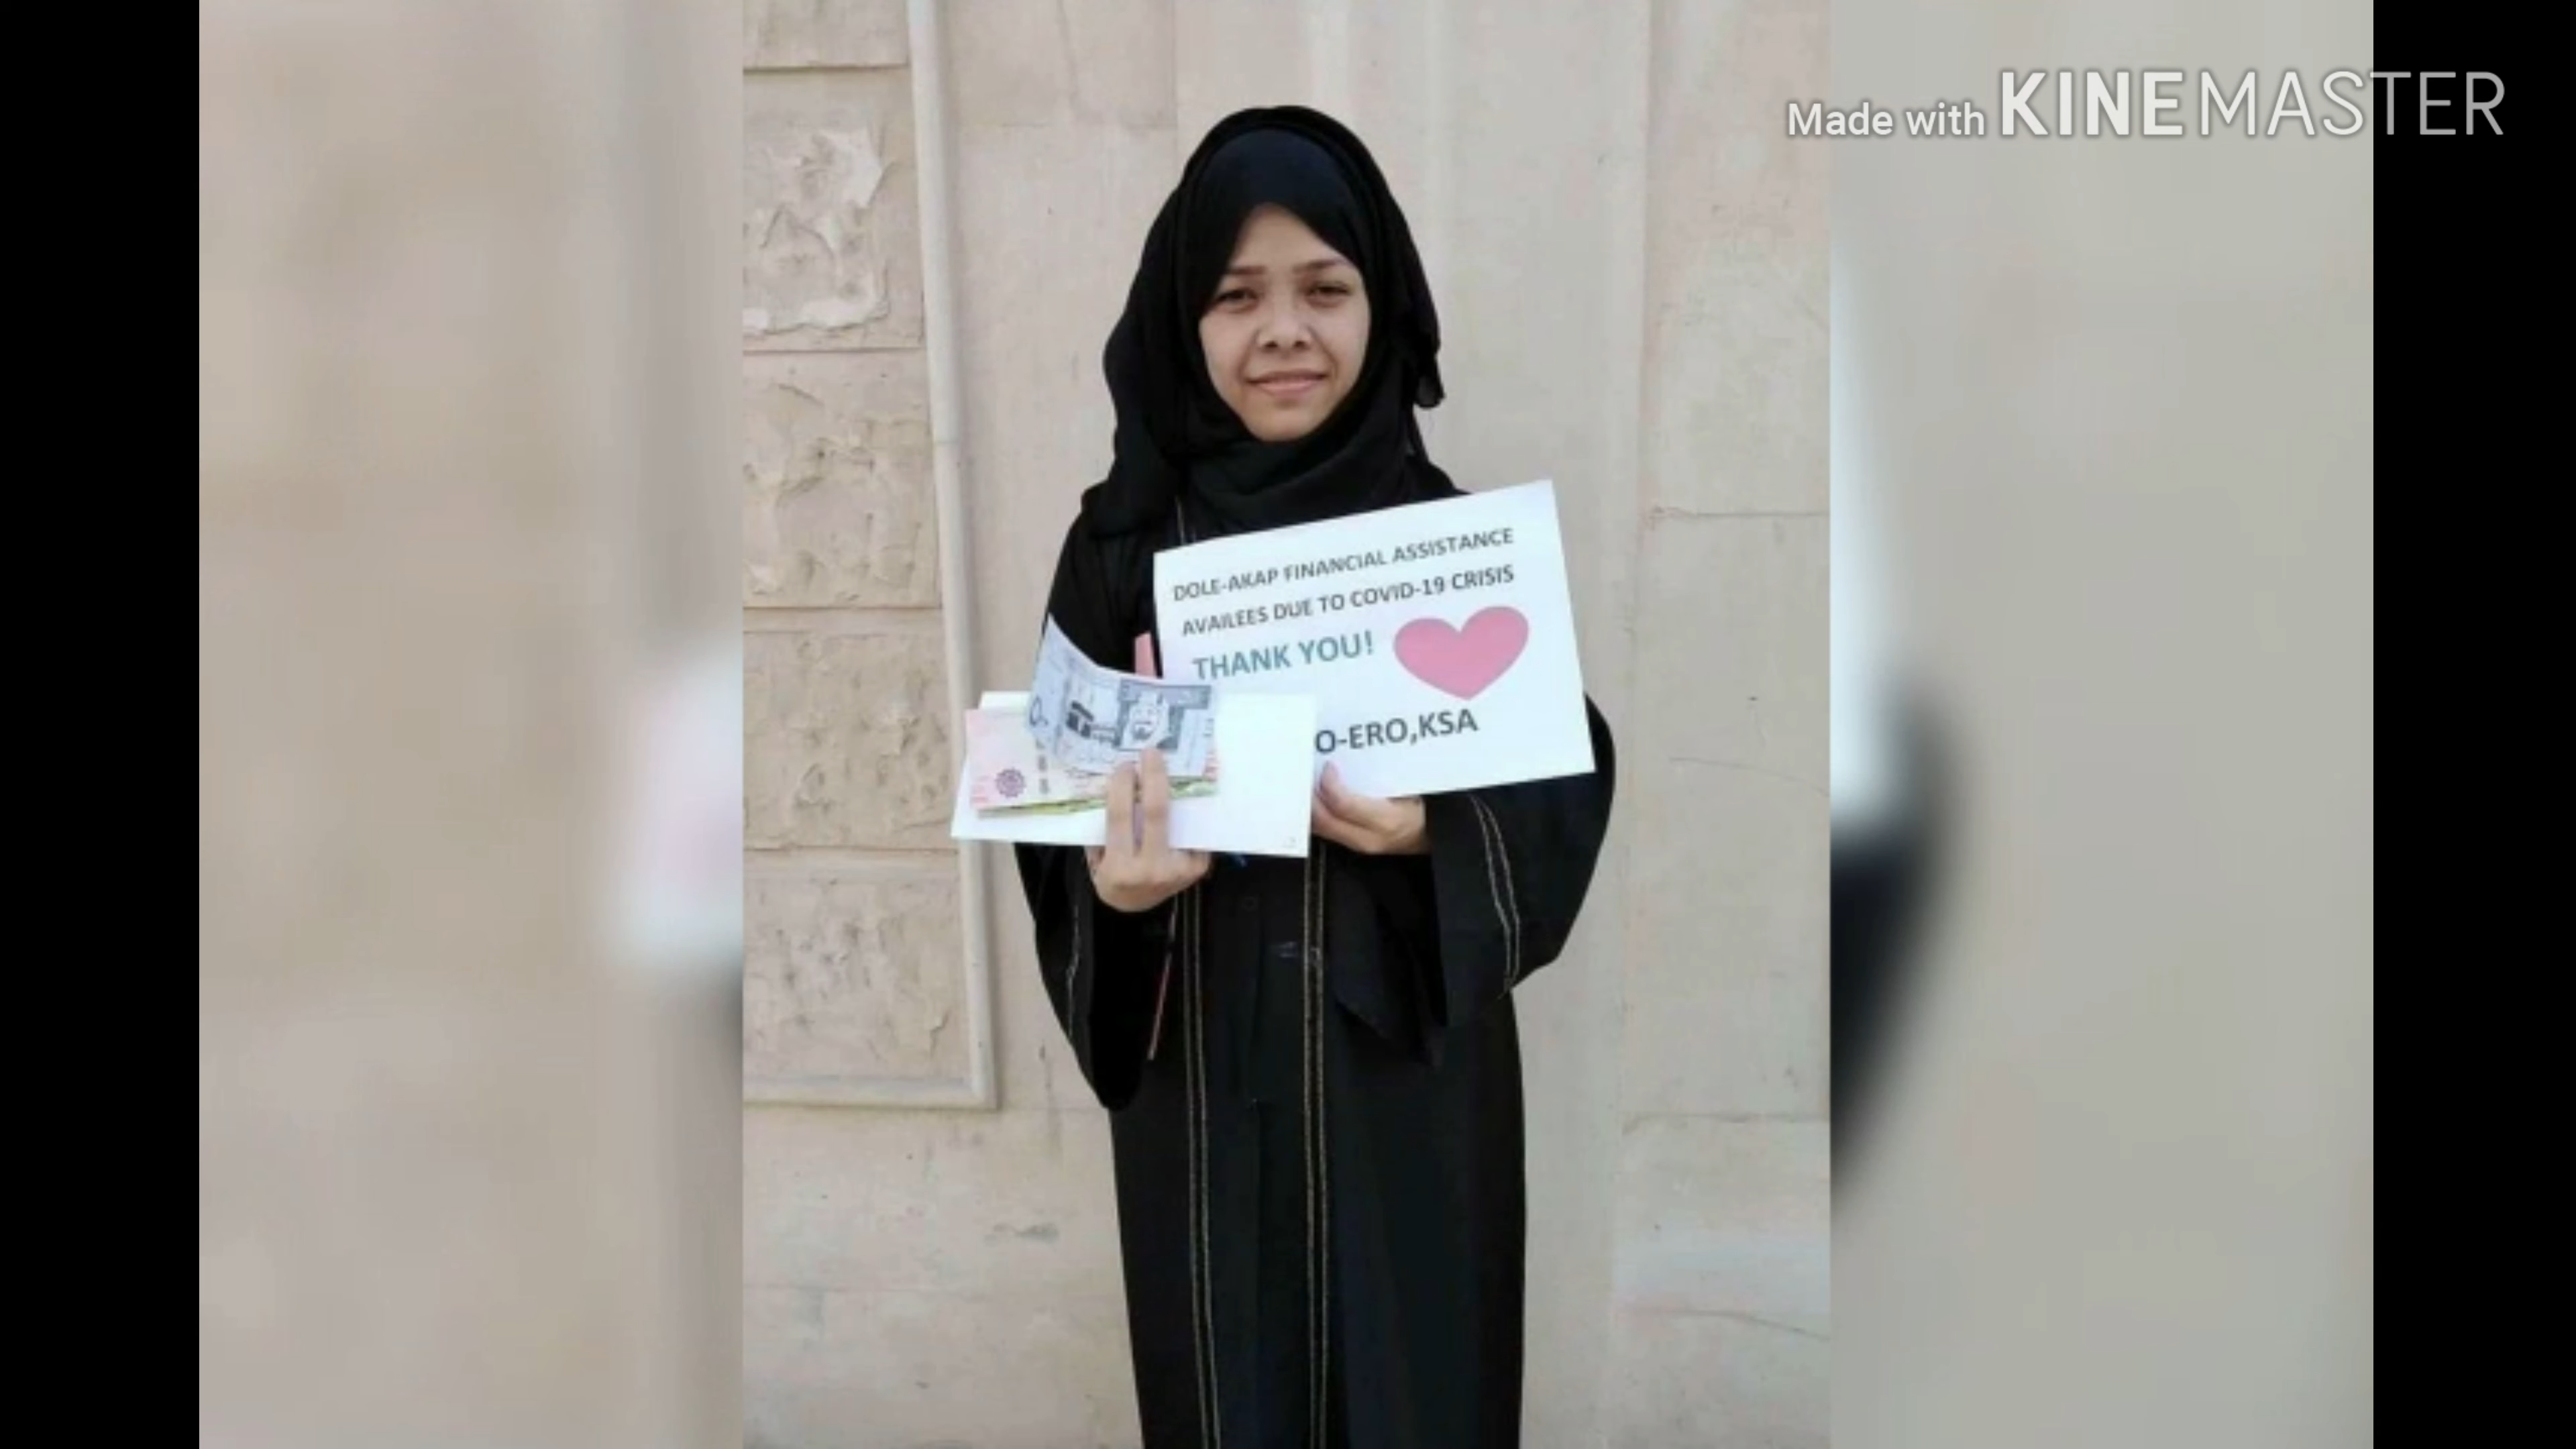 Made with KINEMASTER
DOLE-AKAP FINANCIAL ASSISTANCE
AVAILEES DUE TO COVID-19 CRISIS
THANK YOU!
O-ERO,KSA